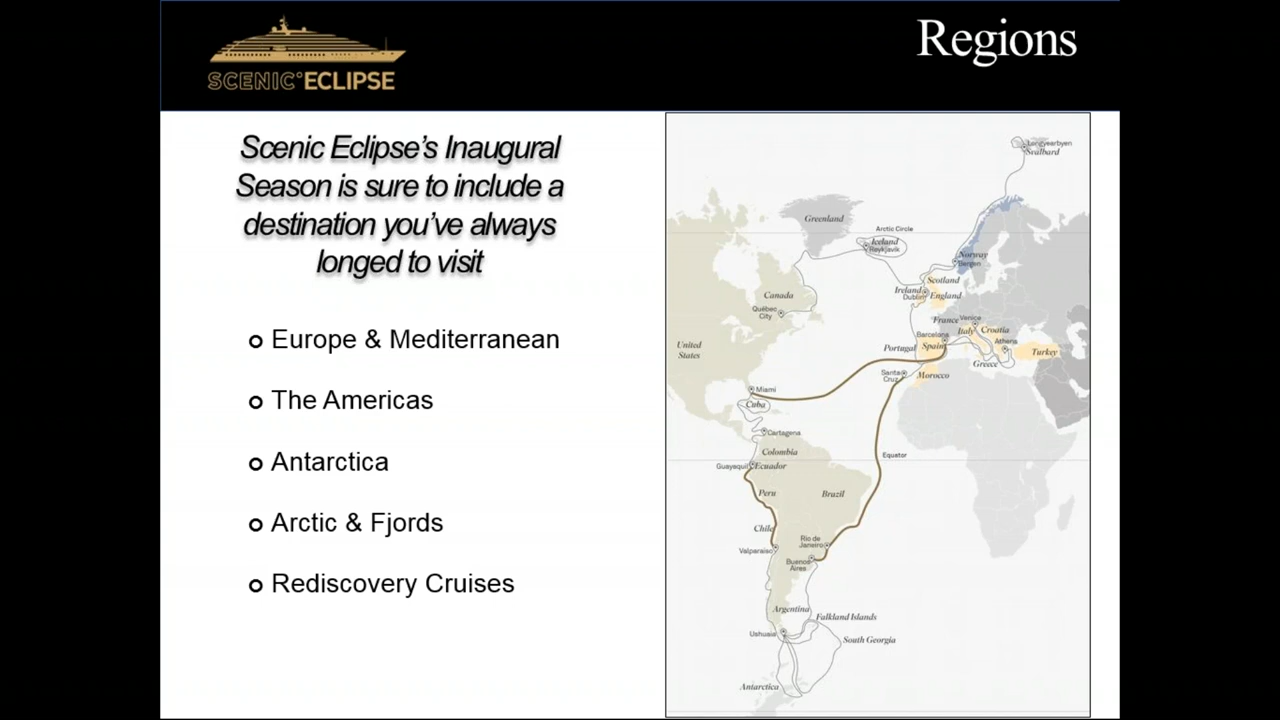 SCENIC°ECLIPSE
Regions
Scenic Eclipse's Inaugural
Season is sure to include a
destination you've always
longed to visit
Europe & Mediterranean
The Americas
Antarctica
Arctic & Fjords
Rediscovery Cruises
Longyearbyen
Svalbard
Greenland
Arctic Circle
Iceland
Reykjavik
Norway
Bergen
Scotland
Ireland
Dublin
England
Canada
Québec
City
France
Venice
Italy
Croatia
Barcelona
Spain
Portugal
Athens
Greece
Turkey
United
States
Santa
Cruz
Morocco
Miami
Cuba
Cartagena
Colombia
Equator
Guayaquil
Ecuador
Peru
Brazil
Chile
Rio de
Janeiro
Valparaiso
Buenos
Aires
Argentina
Falkland Islands
Ushuaia
South Georgia
Antarctica